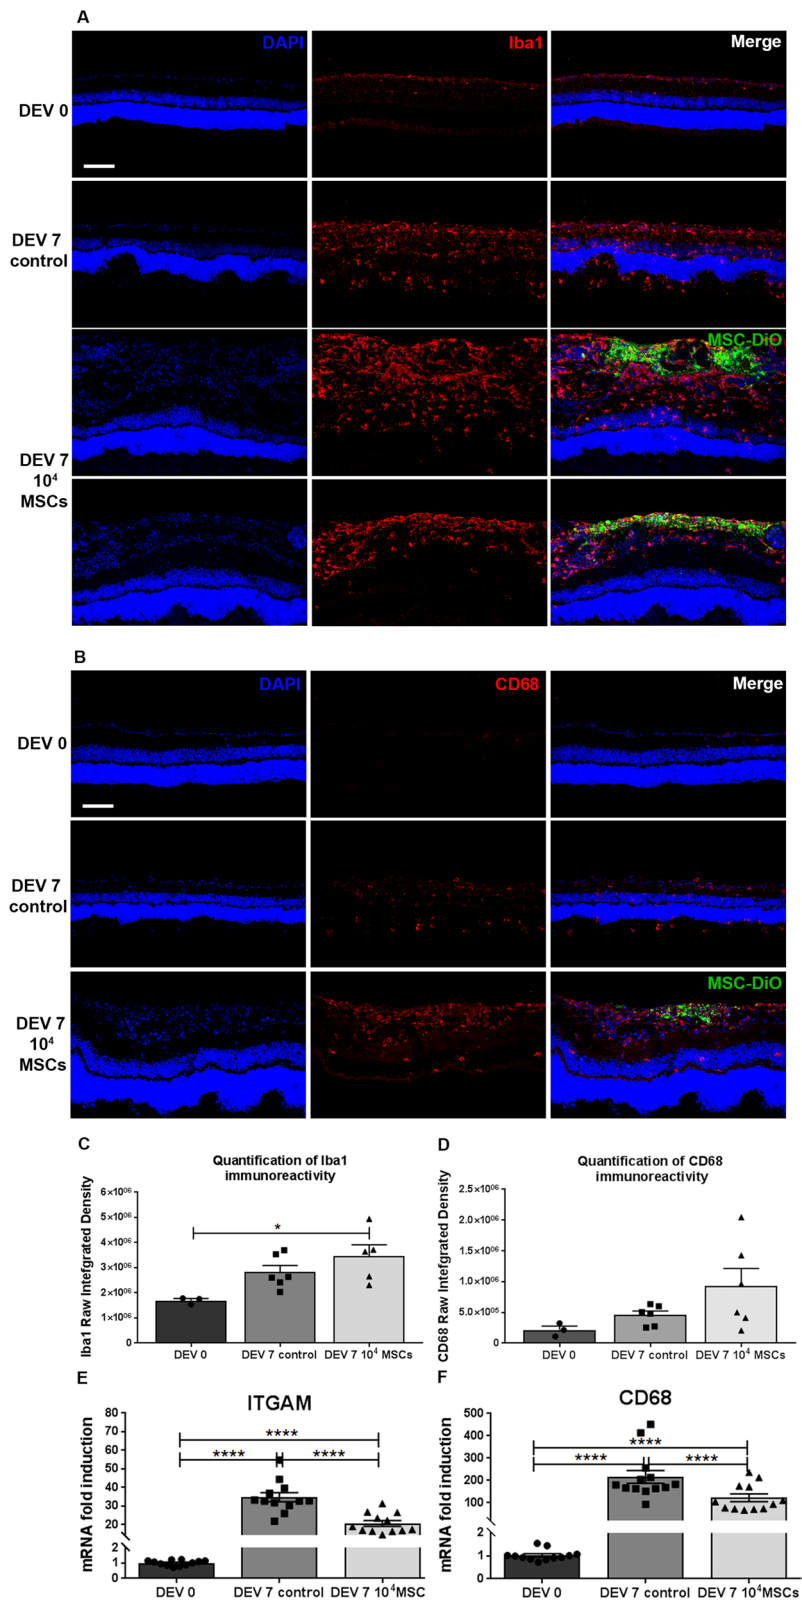 A
DAPI Iba1 Merge
DEV 0
DEV 7
control
MSC-DiO
DEV 7
10⁴
MSCs
B
DAPI CD68 Merge
DEV 0
DEV 7
control
MSC-DiO
DEV 7
10⁴
MSCs
C
Quantification of Iba1
immunoreactivity
Iba1 Raw Intefgrated Density
6×10⁰⁶
5×10⁰⁶
4×10⁰⁶
3×10⁰⁶
2×10⁰⁶
1×10⁰⁶
0
*
DEV 0 DEV 7 control DEV 7 10⁴ MSCs
D
Quantification of CD68
immunoreactivity
CD68 Raw Intefgrated Density
2.5×10⁰⁶
2.0×10⁰⁶
1.5×10⁰⁶
1.0×10⁰⁶
5.0×10⁰⁵
0
DEV 0 DEV 7 control DEV 7 10⁴ MSCs
E
ITGAM
mRNA fold induction
80
70
60
50
40
30
20
2
1
0
****
**** ****
DEV 0 DEV 7 control DEV 7 10⁴MSC
F
CD68
mRNA fold induction
500
400
300
200
100
2
1
0
****
**** ****
DEV 0 DEV 7 control DEV 7 10⁴MSCs